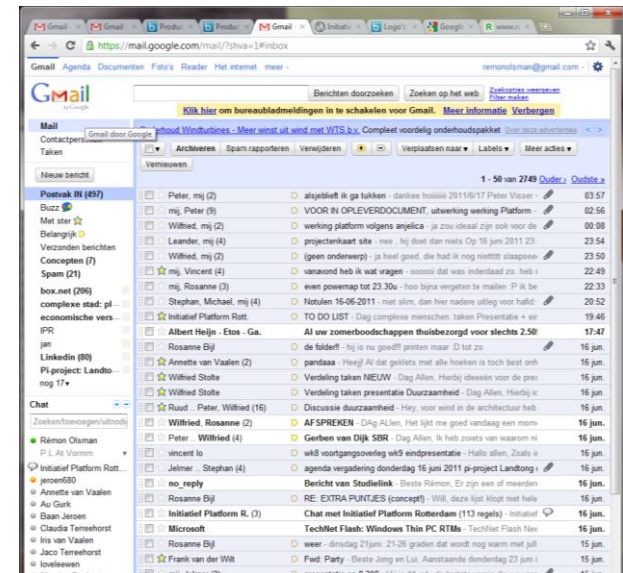 Gmail
Gmail
Produc
Produc
Gmail
Initiatie
Logo's
Google
R www.r
https://mail.google.com/mail/?shva=1#inbox
Gmail Agenda Documenten Foto's Reader Het internet meer
remonolsman@gmail.com
GMail
by Google
Berichten doorzoeken Zoeken op het web Zoekopties weergeven
Filter maken
Klik hier om bureaubladmeldingen in te schakelen voor Gmail. Meer informatie Verbergen
Mail
Gmail door Google
Taken
Onderhoud Windturbines - Meer winst uit wind met WTS b.v. Compleet voordelig onderhoudspakket Over deze advertenties < >
Archiveren Spam rapporteren Verwijderen Verplaatsen naar Labels Meer acties
Vernieuwen
Nieuw bericht
1 - 50 van 2749 Ouder › Oudste »
Postvak IN (497)
Buzz
Met ster
Belangrijk
Verzonden berichten
Concepten (7)
Spam (21)
box.net (206)
complexe stad: pl
economische vers
IPR
jan
Linkedin (80)
Pi-project: Landto
nog 17
Chat
Rémon Olsman
P L At Vormm
Initiatief Platform Rott
jeroen680
Annette van Vaalen
Au Gurk
Baan Jeroen
Claudia Terreehorst
Iris van Vaalen
Jaco Terreehorst
loveleewen
Peter, mij (2) alsjeblieft ik ga tukken - dankee hoiiiiii 2011/6/17 Peter Visser 03:57
mij, Peter (9) VOOR IN OPLEVERDOCUMENT, uitwerking werking Platform 02:56
Wilfried, mij (2) werking platform volgens anjelica - ja zou ideaal zijn ook voor de 00:08
Leander, mij (4) projectenkaart site - nee , hij doet dan niets Op 16 juni 2011 23: 23:54
Wilfried, mij (2) (geen onderwerp) - ja heel goed, die had ik nog 23:50
mij, Vincent (4) vanavond heb ik wat vragen - ooooo dat was inderdaad zo. heb 22:49
mij, Rosanne (3) even powernap tot 23.30u - hoo bijna vergeten te mailen :P ik be 22:33
Stephan, Michael, mij (4) Notulen 16-06-2011 - niet slim, dan hier nadere uitleg voor 20:52
Initiatief Platform Rott. TO DO LIST - Dag complexe menschen, taken Presentatie + 19:46
Albert Heijn - Etos - Ga. Al uw zomerboodschappen thuisbezorgd voor slechts 2.50 17:47
Rosanne Bijl de folder!! - hij is nu goed!!! printen maar :D tot zo 16 jun.
Annette van Vaalen (2) pandaaa - Heej! Al dat geklets met alle hoeken is toch best 16 jun.
Wilfried Stolte Verdeling taken NIEUW - Dag Allen, Hierbij ideeën voor de pres 16 jun.
Wilfried Stolte Verdeling taken presentatie Duurzaamheid - Dag Allen, Hierbij 16 jun.
Ruud .. Peter, Wilfried (16) Discussie duurzaamheid - Hey, voor wind in de architectuur heb 16 jun.
Wilfried, Rosanne (2) AFSPREKEN - DAg ALlen, Het lijkt me goed vandaag een mom 16 jun.
Peter .. Wilfried (4) Gerben van Dijk SBR - Dag Allen, Ik heb zoiets van waarom ni 16 jun.
vincent lo wk8 voortgangsoverleg wk9 eindpresentatie - Hallo allen, Zoals 16 jun.
Jelmer .. Stephan (4) agenda vergadering donderdag 16 juni 2011 pi-project Landtong 16 jun.
no_reply Bericht van Studielink - Beste Rémon, Er zijn een of meerden 16 jun.
Rosanne Bijl RE: EXTRA PUNTJES (concept!) - Will, deze lijst klopt niet hele 16 jun.
Initiatief Platform R. (3) Chat met Initiatief Platform Rotterdam (113 regels) - Initiatief 16 jun.
Microsoft TechNet Flash: Windows Thin PC RTMs - TechNet Flash 16 jun.
Rosanne Bijl weer - dinsdag 21juni: 21-26 graden dat wordt nog warm met jull 15 jun.
Frank van der Wilt Fwd: Party - Beste Jong en Lui, Aanstaande donderdag 23 juni 15 jun.